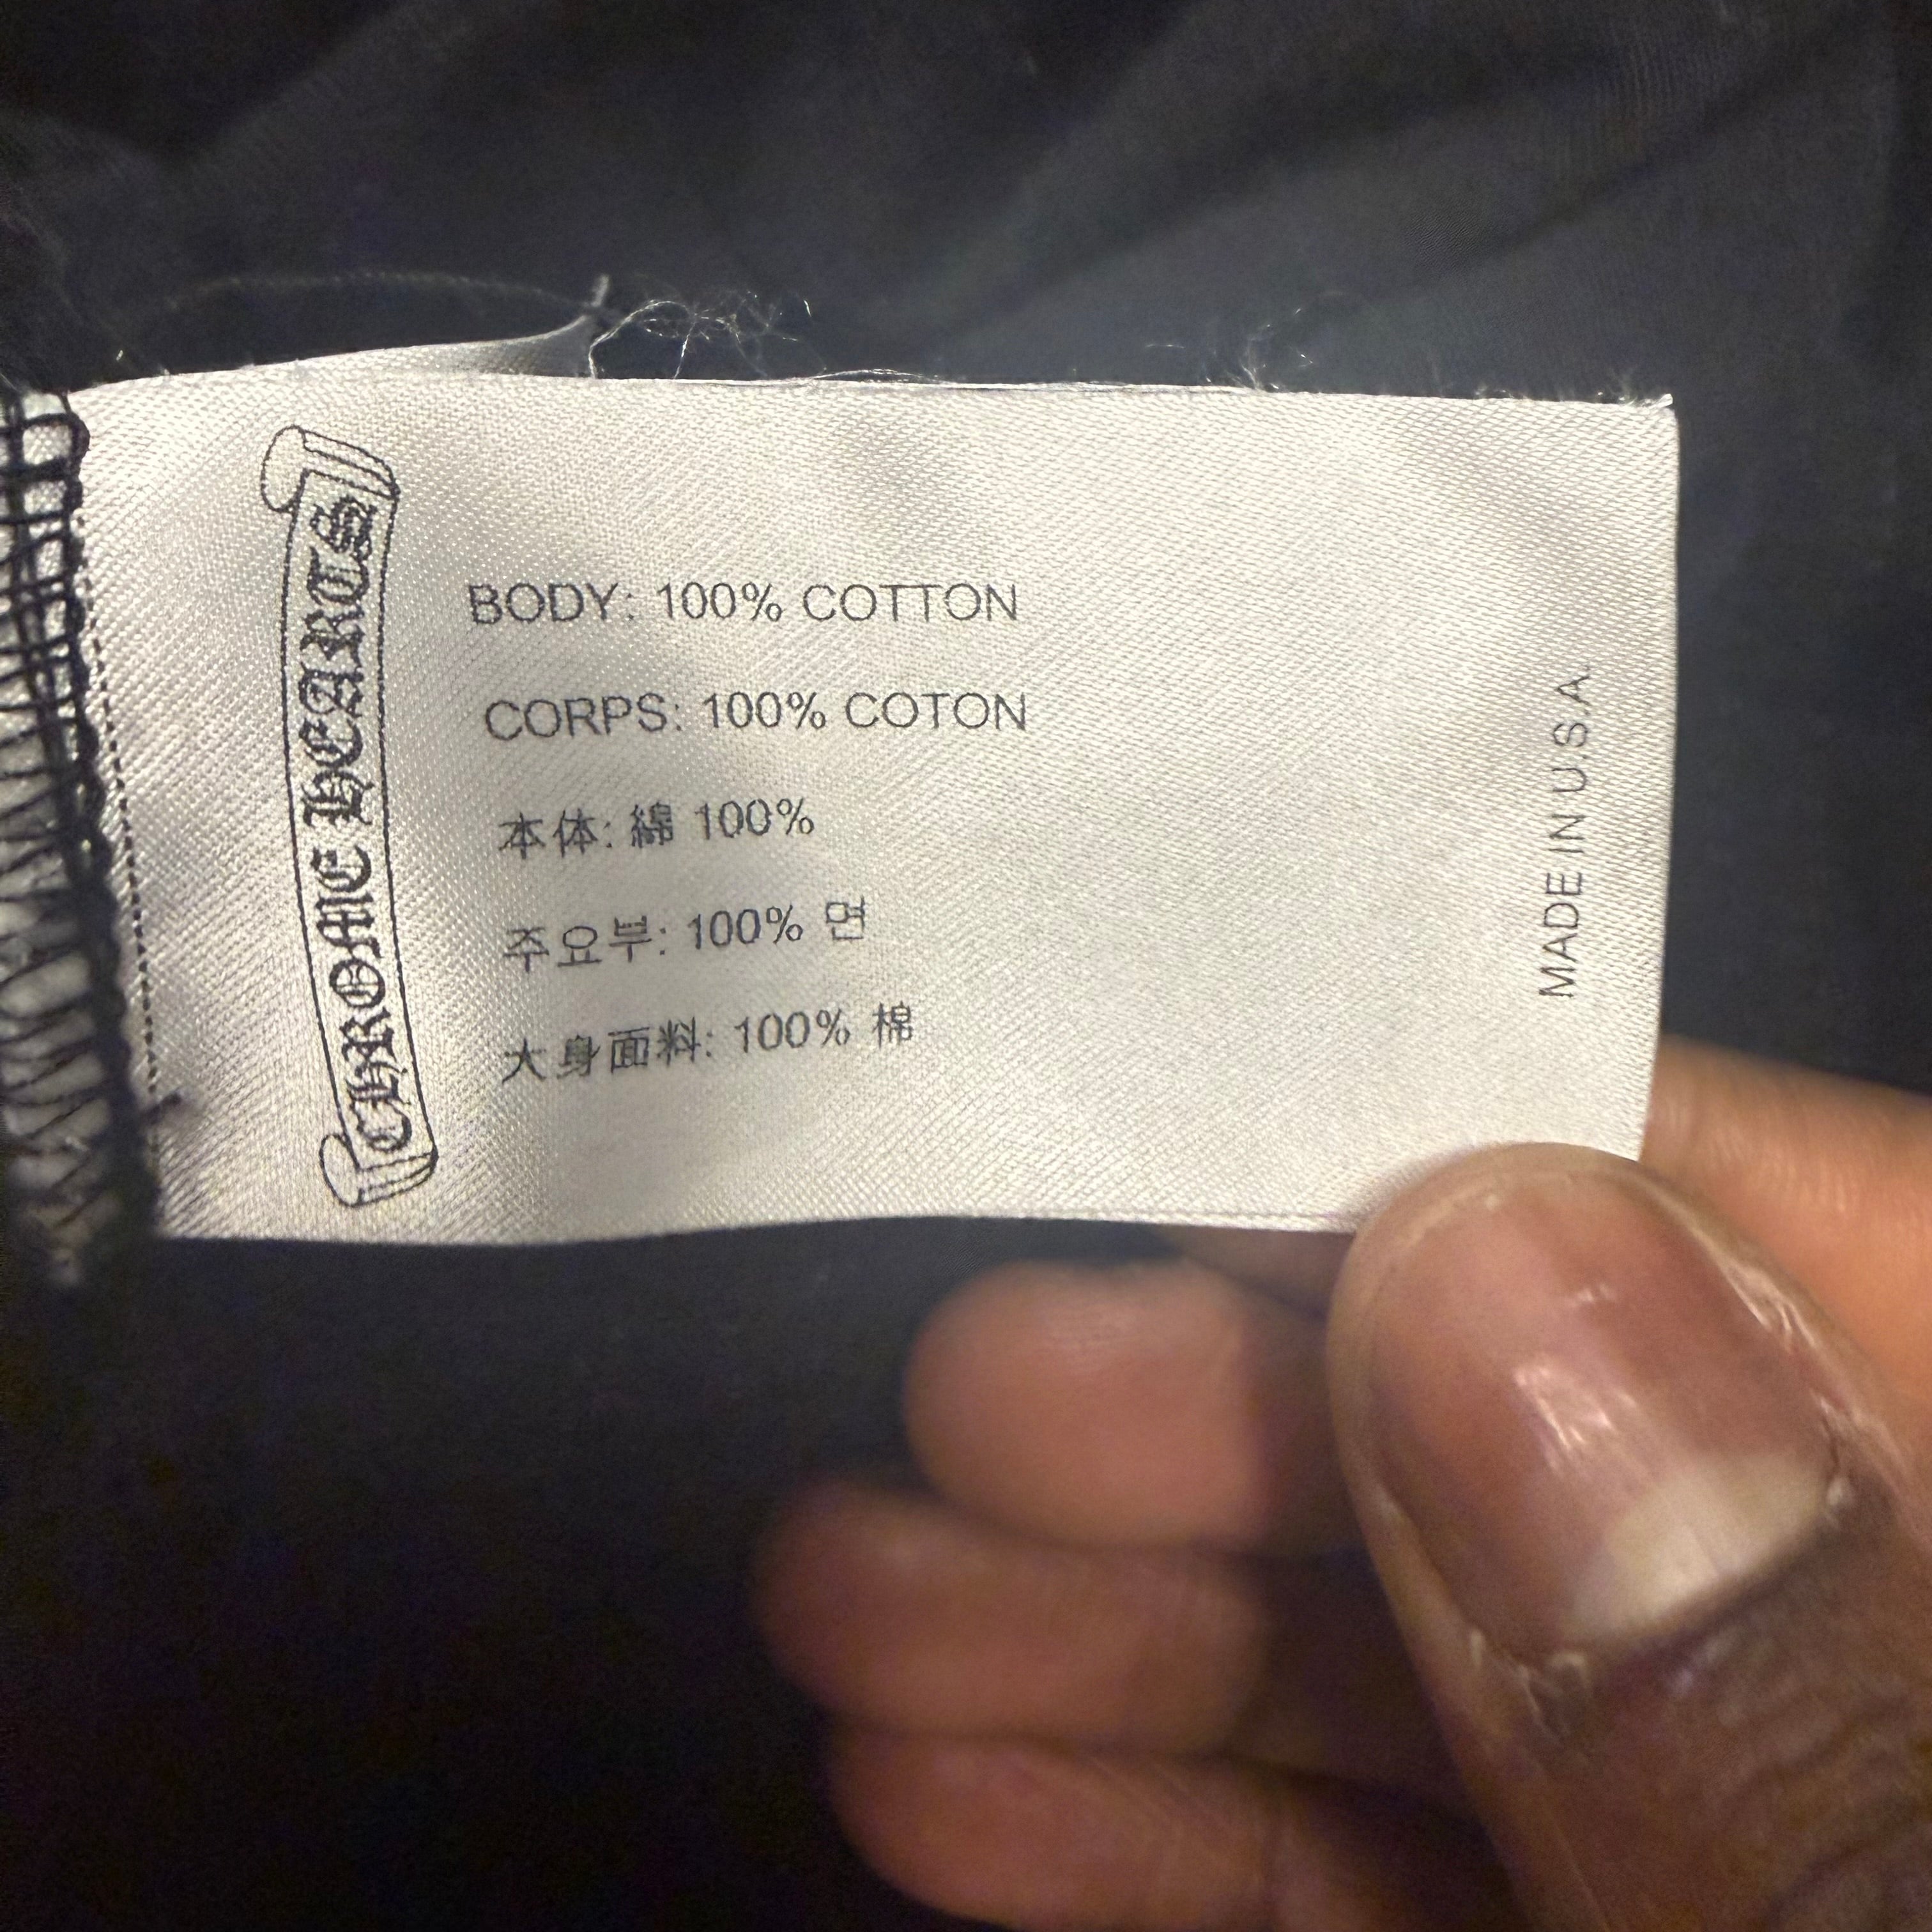 CHROME HEARTS
BODY: 100% COTTON
CORPS: 100% COTON
本体: 綿 100%
주요부: 100% 면
大身面料: 100% 棉
MADE IN U.S.A.